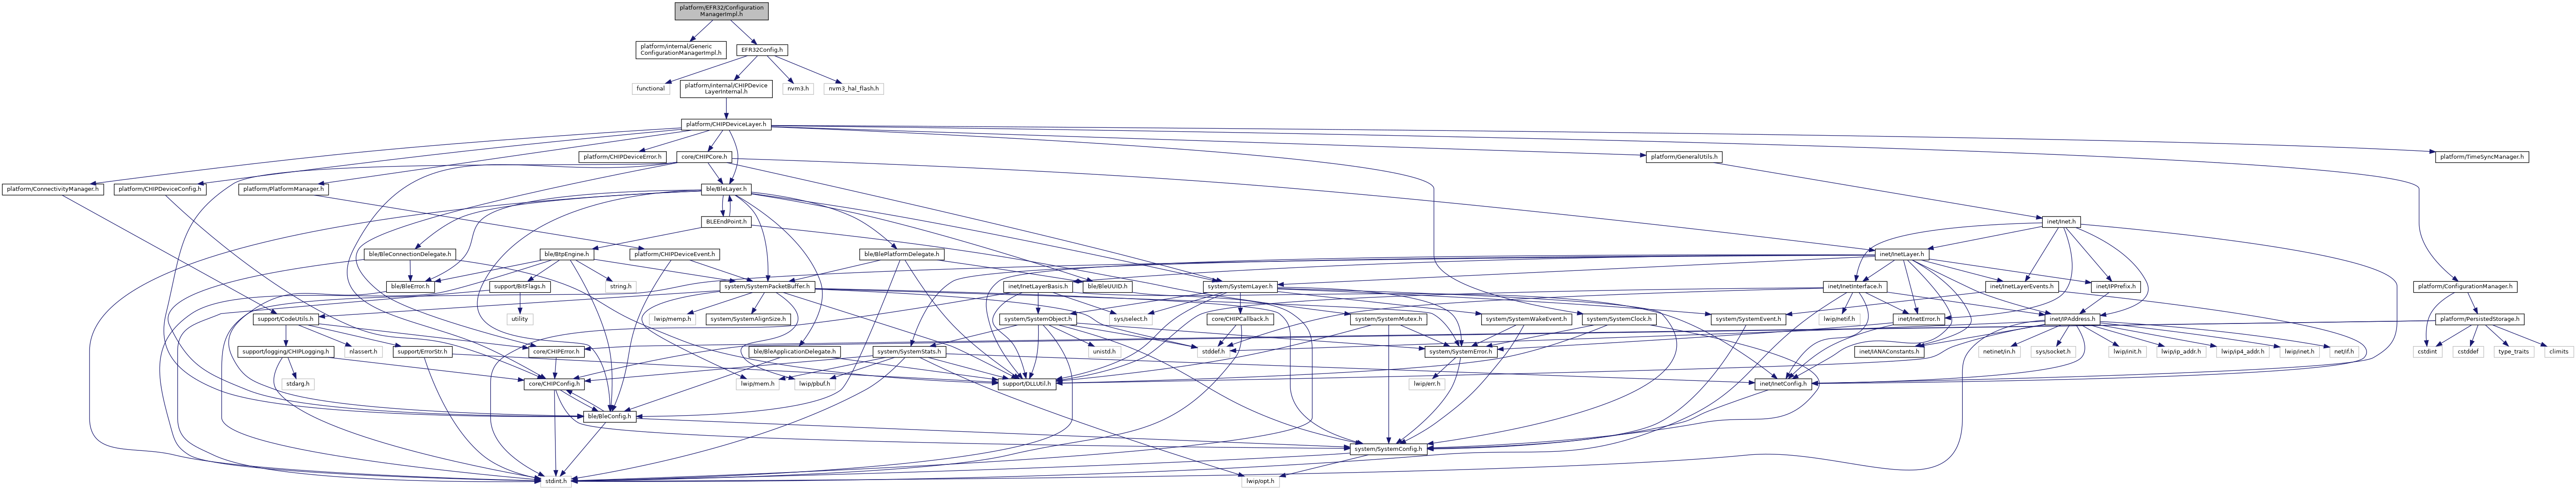 platform/EFR32/Configuration
ManagerImpl.h
platform/internal/Generic
ConfigurationManagerImpl.h
EFR32Config.h
functional
platform/internal/CHIPDevice
LayerInternal.h
nvm3.h
nvm3_hal_flash.h
platform/CHIPDeviceLayer.h
platform/CHIPDeviceError.h
core/CHIPCore.h
platform/GeneralUtils.h
platform/TimeSyncManager.h
platform/ConnectivityManager.h
platform/CHIPDeviceConfig.h
platform/PlatformManager.h
ble/BleLayer.h
BLEEndPoint.h
inet/Inet.h
ble/BleConnectionDelegate.h
ble/BtpEngine.h
platform/CHIPDeviceEvent.h
ble/BlePlatformDelegate.h
inet/InetLayer.h
ble/BleError.h
support/BitFlags.h
string.h
system/SystemPacketBuffer.h
inet/InetLayerBasis.h
ble/BleUUID.h
system/SystemLayer.h
inet/InetInterface.h
inet/InetLayerEvents.h
inet/IPPrefix.h
platform/ConfigurationManager.h
support/CodeUtils.h
utility
lwip/memp.h
system/SystemAlignSize.h
system/SystemObject.h
sys/select.h
core/CHIPCallback.h
system/SystemMutex.h
system/SystemWakeEvent.h
system/SystemClock.h
system/SystemEvent.h
lwip/netif.h
inet/InetError.h
inet/IPAddress.h
platform/PersistedStorage.h
support/logging/CHIPLogging.h
nlassert.h
support/ErrorStr.h
core/CHIPError.h
ble/BleApplicationDelegate.h
system/SystemStats.h
unistd.h
stddef.h
system/SystemError.h
inet/IANAConstants.h
netinet/in.h
sys/socket.h
lwip/init.h
lwip/ip_addr.h
lwip/ip4_addr.h
lwip/inet.h
net/if.h
cstdint
cstddef
type_traits
climits
stdarg.h
core/CHIPConfig.h
lwip/mem.h
lwip/pbuf.h
support/DLLUtil.h
lwip/err.h
inet/InetConfig.h
ble/BleConfig.h
system/SystemConfig.h
stdint.h
lwip/opt.h